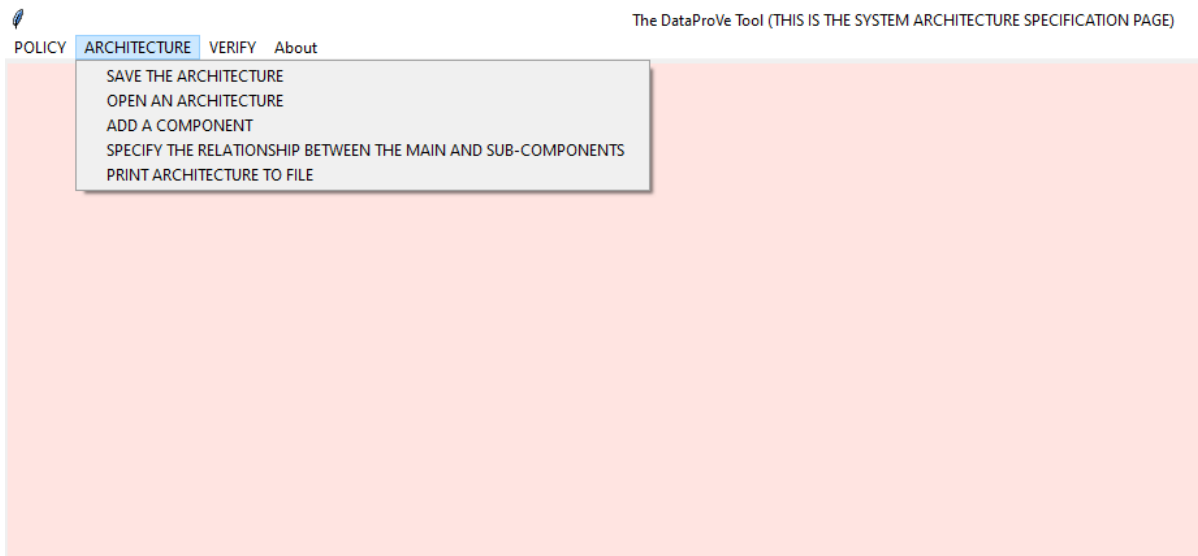 The DataProVe Tool (THIS IS THE SYSTEM ARCHITECTURE SPECIFICATION PAGE)
POLICY ARCHITECTURE VERIFY About
SAVE THE ARCHITECTURE
OPEN AN ARCHITECTURE
ADD A COMPONENT
SPECIFY THE RELATIONSHIP BETWEEN THE MAIN AND SUB-COMPONENTS
PRINT ARCHITECTURE TO FILE